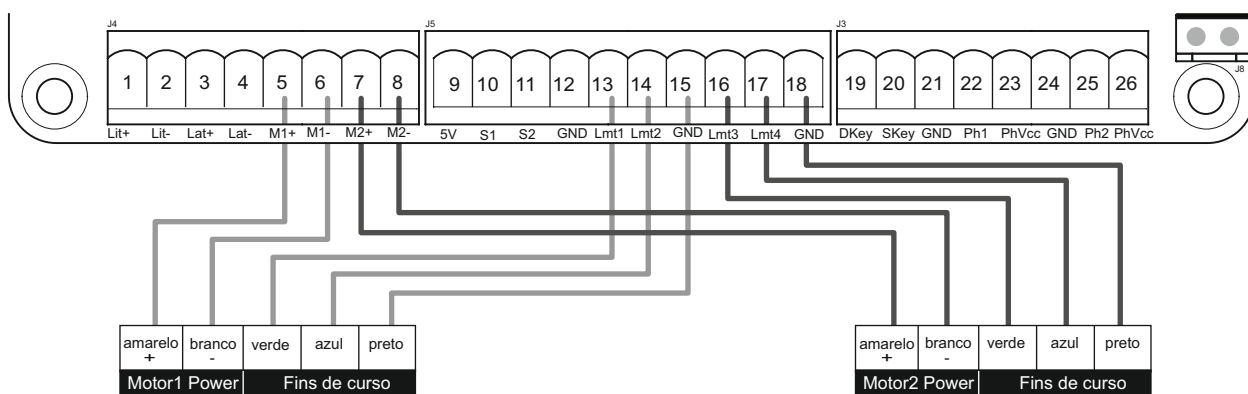 J4 J5 J3 J8
1 2 3 4 5 6 7 8 9 10 11 12 13 14 15 16 17 18 19 20 21 22 23 24 25 26
Lit+ Lit- Lat+ Lat- M1+ M1- M2+ M2- 5V S1 S2 GND Lmt1 Lmt2 GND Lmt3 Lmt4 GND DKey SKey GND Ph1 PhVcc GND Ph2 PhVcc
amarelo + branco - verde azul preto
Motor1 Power Fins de curso
amarelo + branco - verde azul preto
Motor2 Power Fins de curso